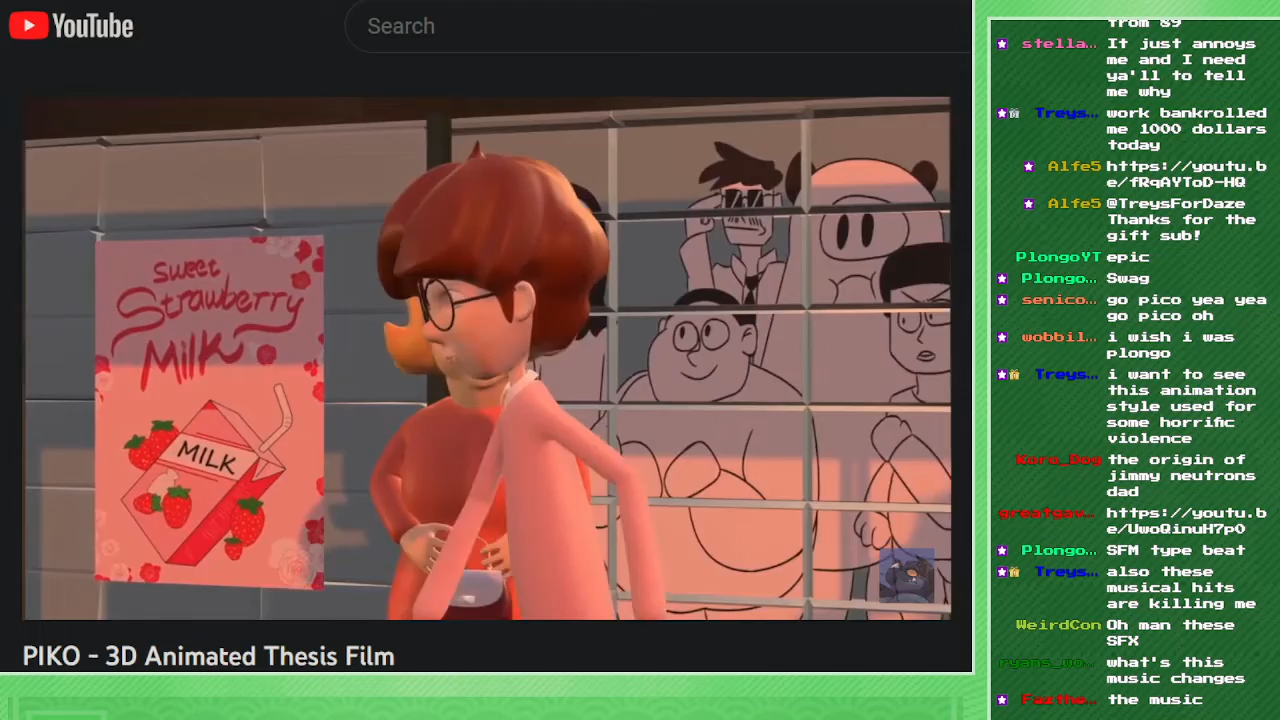 YouTube
Search
sweet
Strawberry
Milk
MILK
PIKO - 3D Animated Thesis Film
from 89
stella… It just annoys
me and I need
ya'll to tell
me why
Treys… work bankrolled
me 1000 dollars
today
Alfe5 https://youtu.b
e/fRqAYToD-HQ
Alfe5 @TreysForDaze
Thanks for the
gift sub!
PlongoYT epic
Plongo… Swag
senico… go pico yea yea
go pico oh
wobbil… i wish i was
plongo
Treys… i want to see
this animation
style used for
some horrific
violence
Koro_Dog the origin of
jimmy neutrons
dad
greatgav… https://youtu.b
e/UwoQinuH7p0
Plongo… SFM type beat
Treys… also these
musical hits
are killing me
WeirdCon Oh man these
SFX
ryans_wo… what's this
music changes
Fazthe… the music